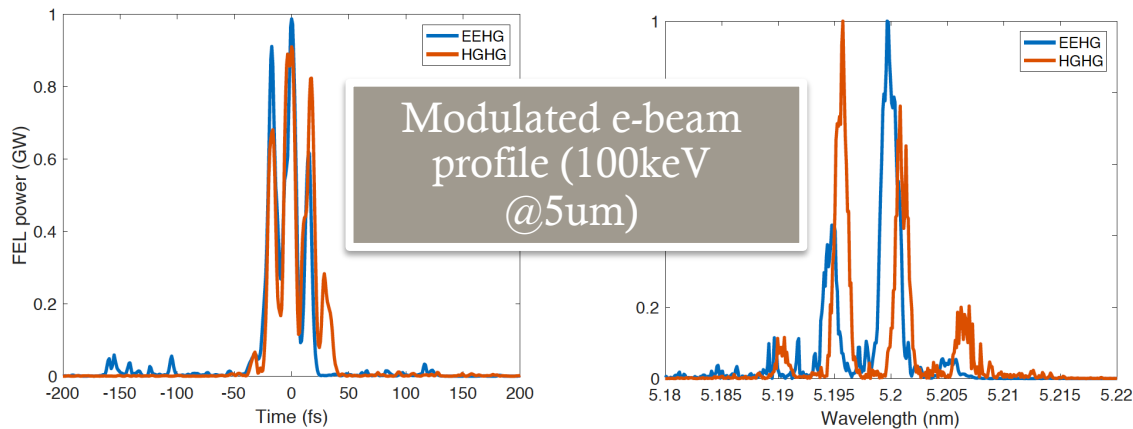 1
0.8
0.6
0.4
0.2
0
FEL power (GW)
-200 -150 -100 -50 0 50 100 150 200
Time (fs)
EEHG
HGHG
Modulated e-beam
profile (100keV
@5um)
1
0.2
0
5.18 5.185 5.19 5.195 5.2 5.205 5.21 5.215 5.22
Wavelength (nm)
EEHG
HGHG